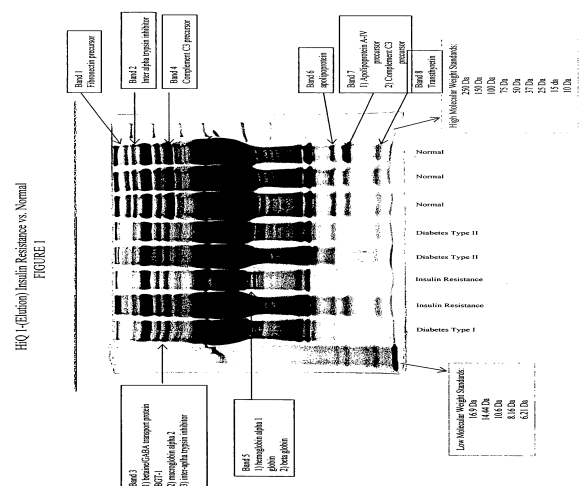 HiQ 1-(Elution) Insulin Resistance vs. Normal
FIGURE 1
Band 1
Fibronectin precursor
Band 2
Inter alpha trypsin inhibitor
Band 4
Complement C3 precursor
Band 6
apolipoprotein
Band 7
1) Apolipoprotein A-IV
precursor
2) Complement C3
precursor
Band 8
Transthyretin
High Molecular Weight Standards:
250 Da
150 Da
100 Da
75 Da
50 Da
37 Da
25 Da
15 da
10 Da
Normal
Normal
Normal
Diabetes Type II
Diabetes Type II
Insulin Resistance
Insulin Resistance
Diabetes Type I
Band 3
1) betaine/GABA transport protein
BGT-1
2) macroglobin alpha 2
3) inter-aplha trypsin inhibitor
Band 5
1) hemoglobin alpha 1
globin
2) beta globin
Low Molecular Weight Standards:
16.9 Da
14.44 Da
10.6 Da
8.16 Da
6.21 Da